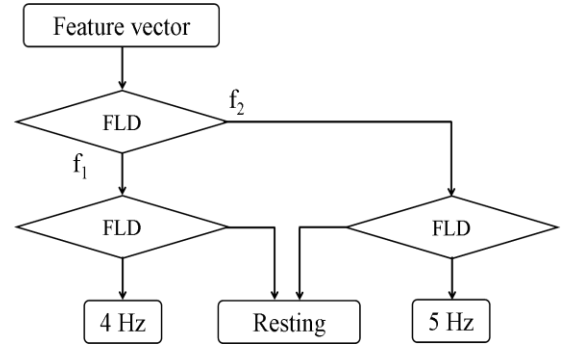 Feature vector
f₂
FLD
f₁
FLD
FLD
4 Hz
Resting
5 Hz